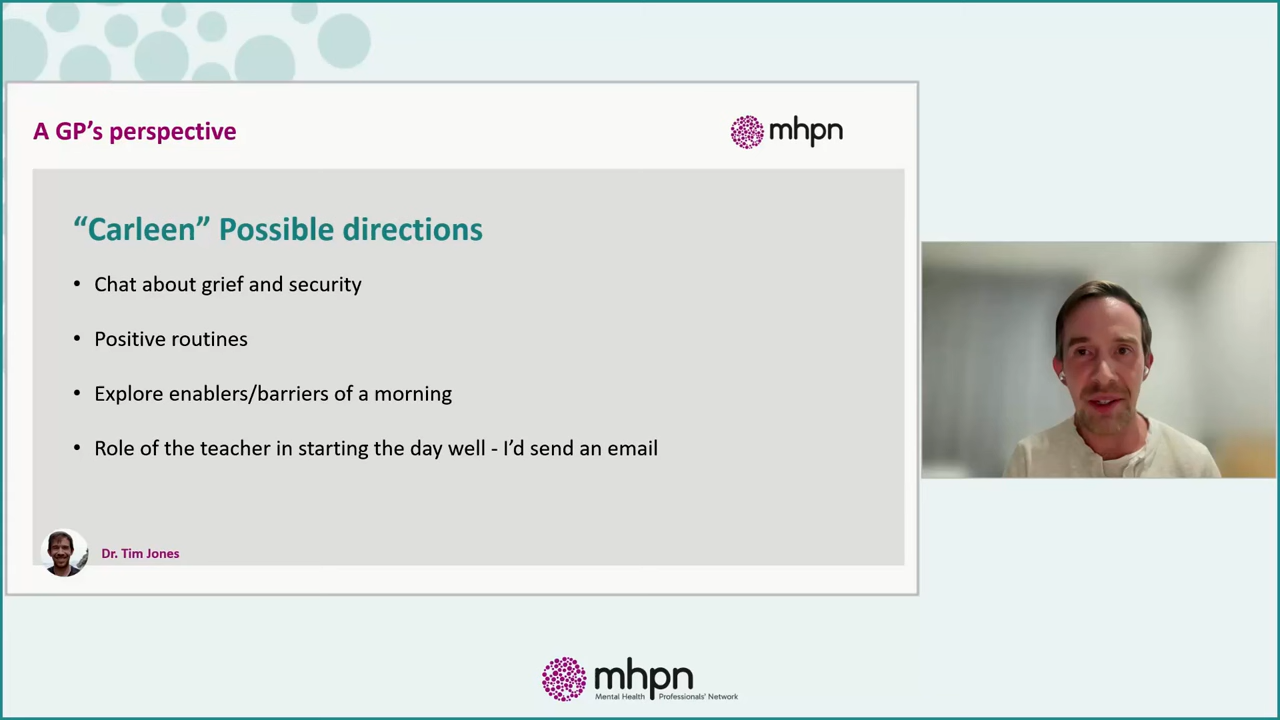 A GP's perspective
mhpn
“Carleen” Possible directions
• Chat about grief and security
• Positive routines
• Explore enablers/barriers of a morning
• Role of the teacher in starting the day well - I'd send an email
Dr. Tim Jones
mhpn
Mental Health Professionals' Network